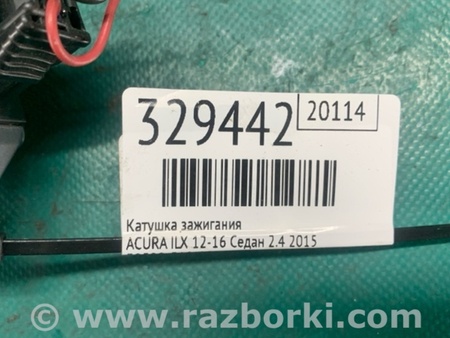 329442
20114
Катушка зажигания
ACURA ILX 12-16 Седан 2.4 2015
www.razborki.com